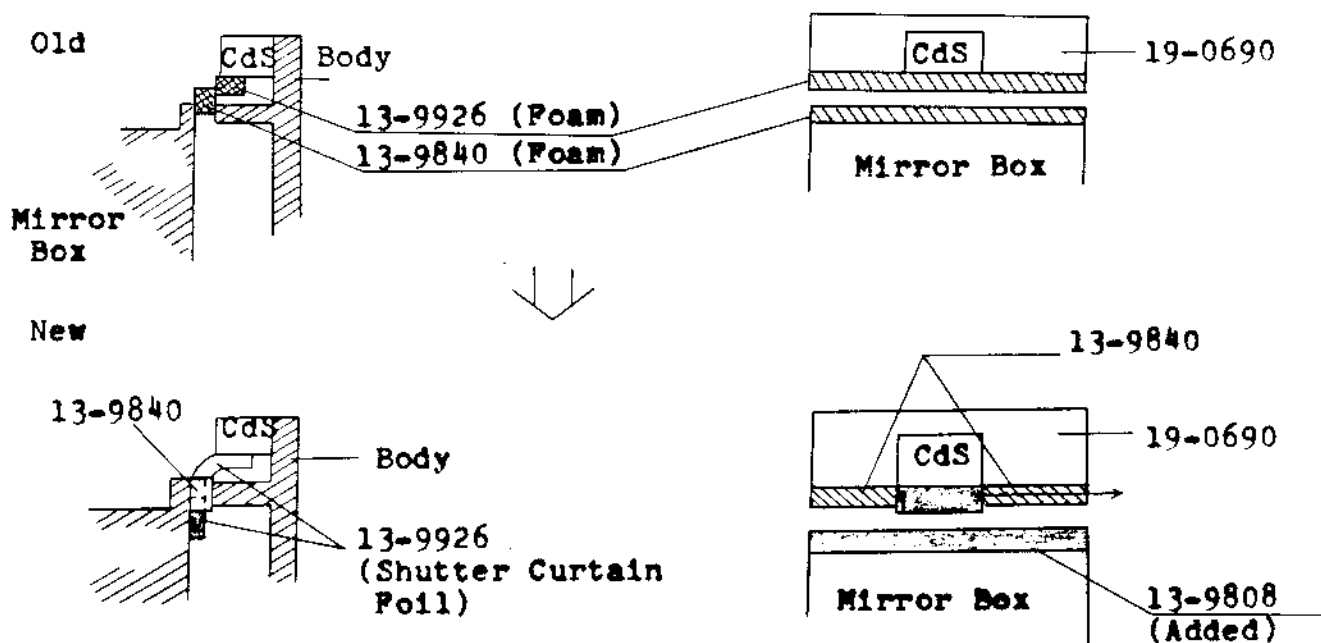 Old
CdS
Body
13-9926 (Foam)
13-9840 (Foam)
Mirror
Box
CdS
19-0690
Mirror Box
New
13-9840
CdS
Body
13-9926
(Shutter Curtain
Foil)
13-9840
CdS
19-0690
Mirror Box
13-9808
(Added)